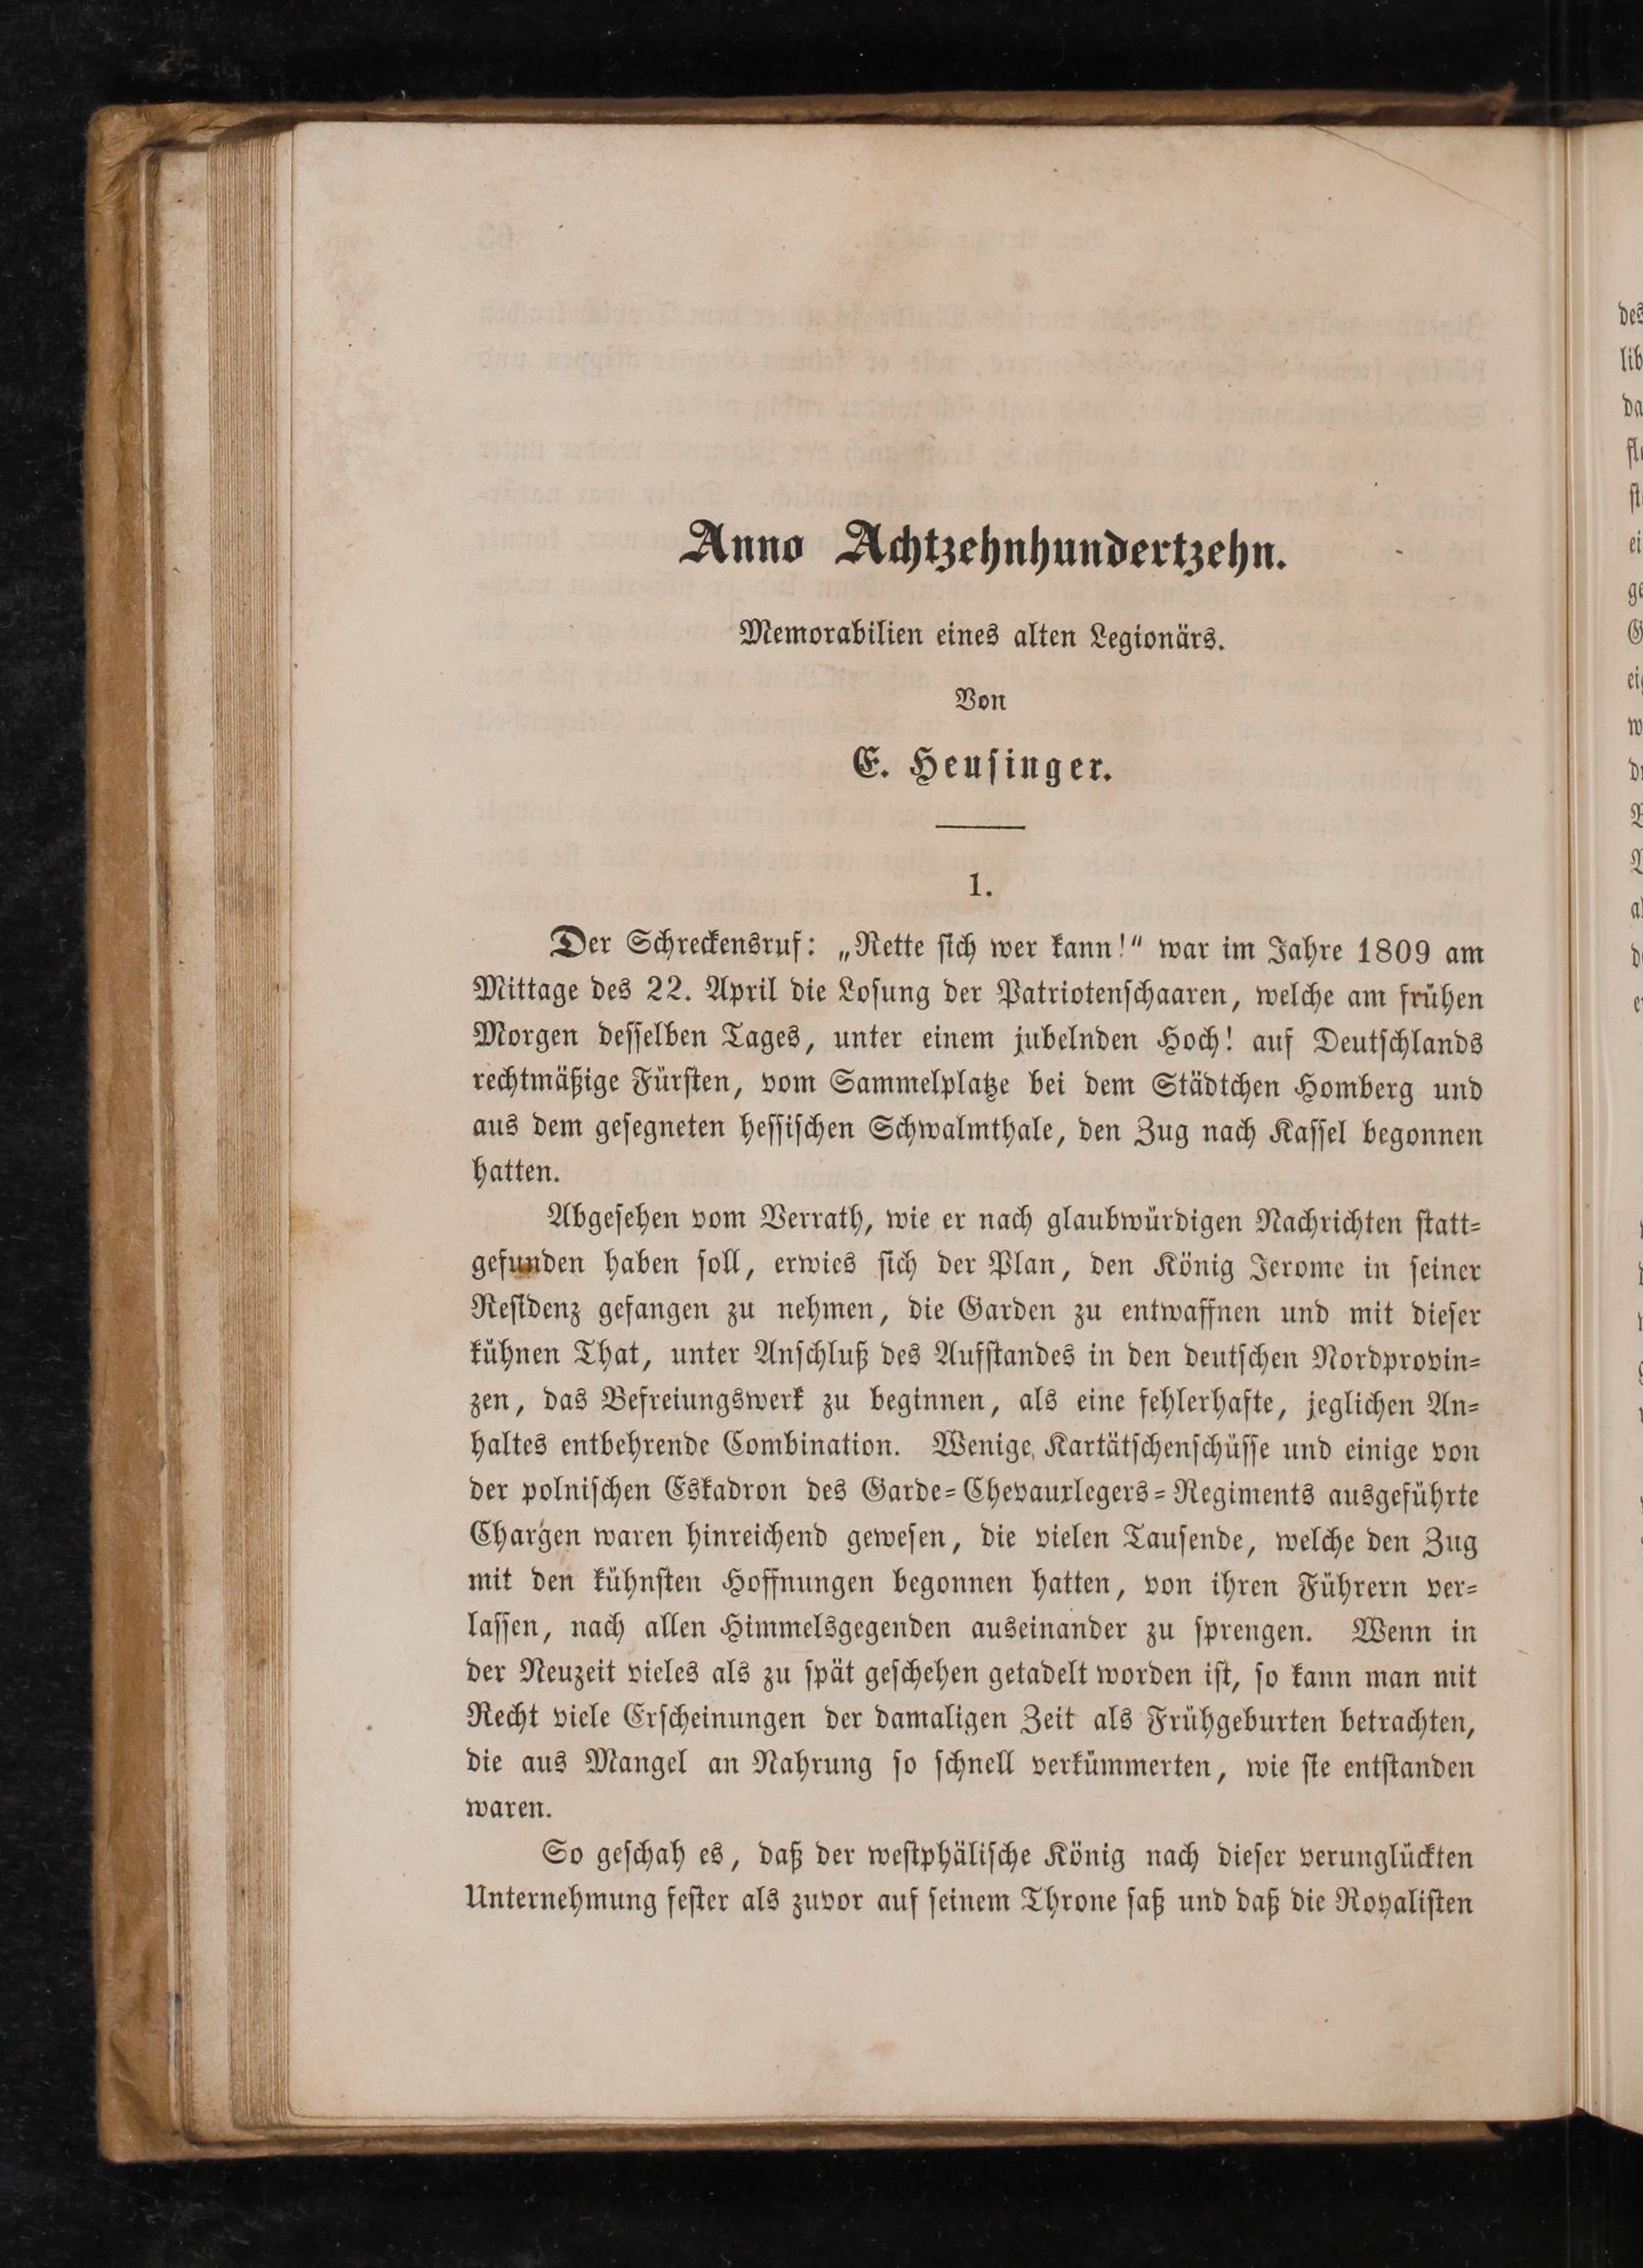 Anno Achtzehnhundertzehn.
Memorabilien eines alten Legionärs.
Von
E. Heusinger.
1.
Der Schreckensruf: „Rette sich wer kann!“ war im Jahre 1809 am
Mittage des 22. April die Losung der Patriotenschaaren, welche am frühen
Morgen desselben Tages, unter einem jubelnden Hoch! auf Deutschlands
rechtmäßige Fürsten, vom Sammelplatze bei dem Städtchen Homberg und
aus dem gesegneten hessischen Schwalmthale, den Zug nach Kassel begonnen
hatten.
Abgesehen vom Verrath, wie er nach glaubwürdigen Nachrichten statt-
gefunden haben soll, erwies sich der Plan, den König Jerome in seiner
Residenz gefangen zu nehmen, die Garden zu entwaffnen und mit dieser
kühnen That, unter Anschluß des Aufstandes in den deutschen Nordprovin-
zen, das Befreiungswerk zu beginnen, als eine fehlerhafte, jeglichen An-
haltes entbehrende Combination. Wenige Kartätschenschüsse und einige von
der polnischen Eskadron des Garde-Chevauxlegers-Regiments ausgeführte
Chargen waren hinreichend gewesen, die vielen Tausende, welche den Zug
mit den kühnsten Hoffnungen begonnen hatten, von ihren Führern ver-
lassen, nach allen Himmelsgegenden auseinander zu sprengen. Wenn in
der Neuzeit vieles als zu spät geschehen getadelt worden ist, so kann man mit
Recht viele Erscheinungen der damaligen Zeit als Frühgeburten betrachten,
die aus Mangel an Nahrung so schnell verkümmerten, wie sie entstanden
waren.
So geschah es, daß der westphälische König nach dieser verunglückten
Unternehmung fester als zuvor auf seinem Throne saß und daß die Royalisten